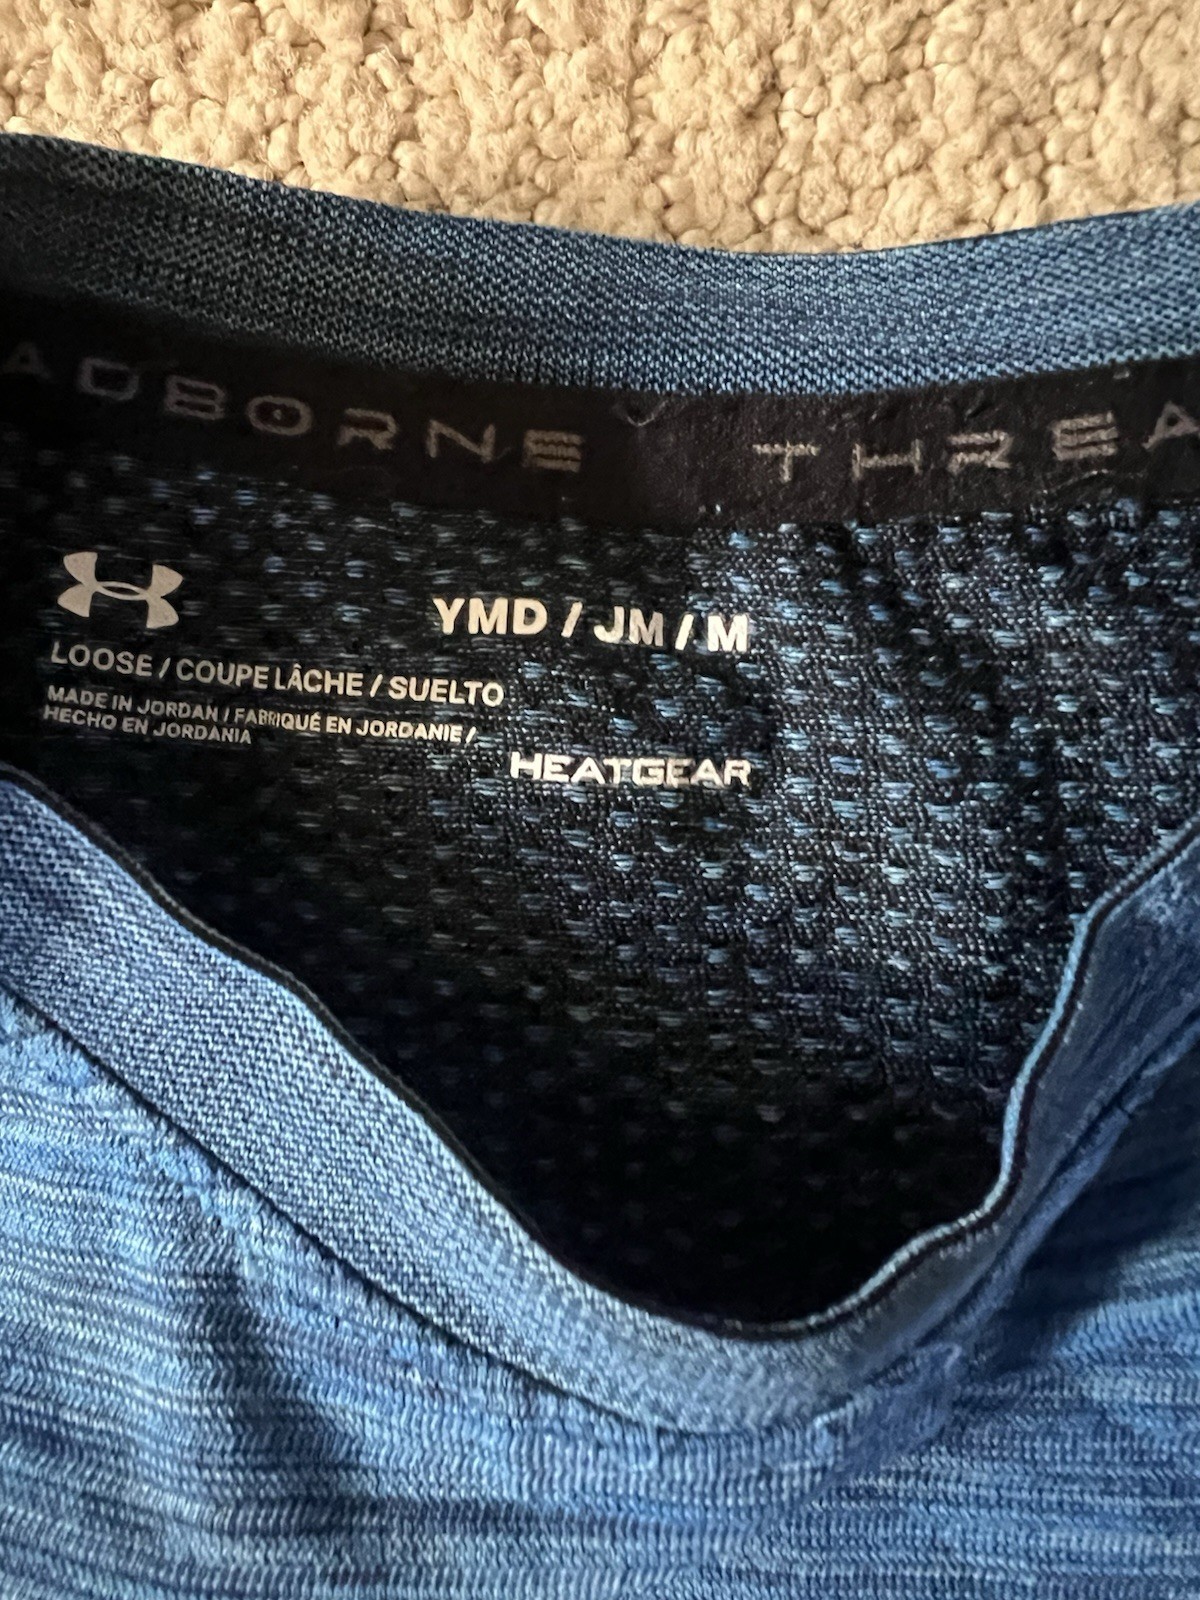 ADBORNE THREA
YMD / JM / M
LOOSE / COUPE LÂCHE / SUELTO
MADE IN JORDAN / FABRIQUÉ EN JORDANIE /
HECHO EN JORDANIA
HEATGEAR